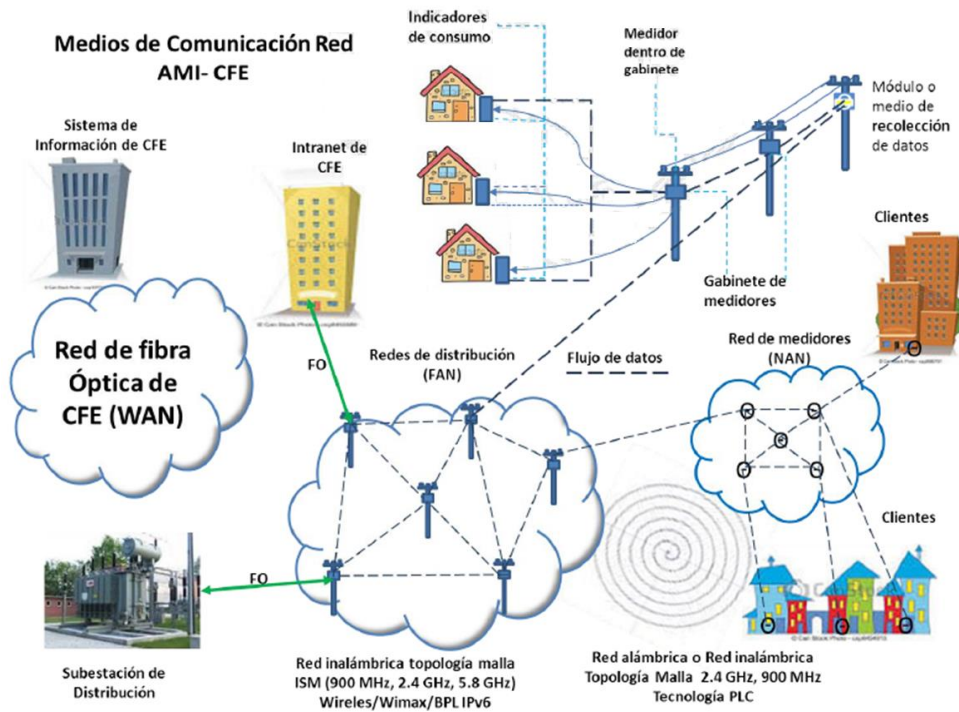 Medios de Comunicación Red
AMI- CFE
Indicadores
de consumo
Medidor
dentro de
gabinete
Módulo o
medio de
recolección
de datos
Sistema de
Información de CFE
Intranet de
CFE
Clientes
Gabinete de
medidores
Red de fibra
Óptica de
CFE (WAN)
FO
Redes de distribución
(FAN)
Flujo de datos
Red de medidores
(NAN)
Clientes
FO
Subestación de
Distribución
Red inalámbrica topología malla
ISM (900 MHz, 2.4 GHz, 5.8 GHz)
Wireles/Wimax/BPL IPv6
Red alámbrica o Red inalámbrica
Topología Malla 2.4 GHz, 900 MHz
Tecnología PLC